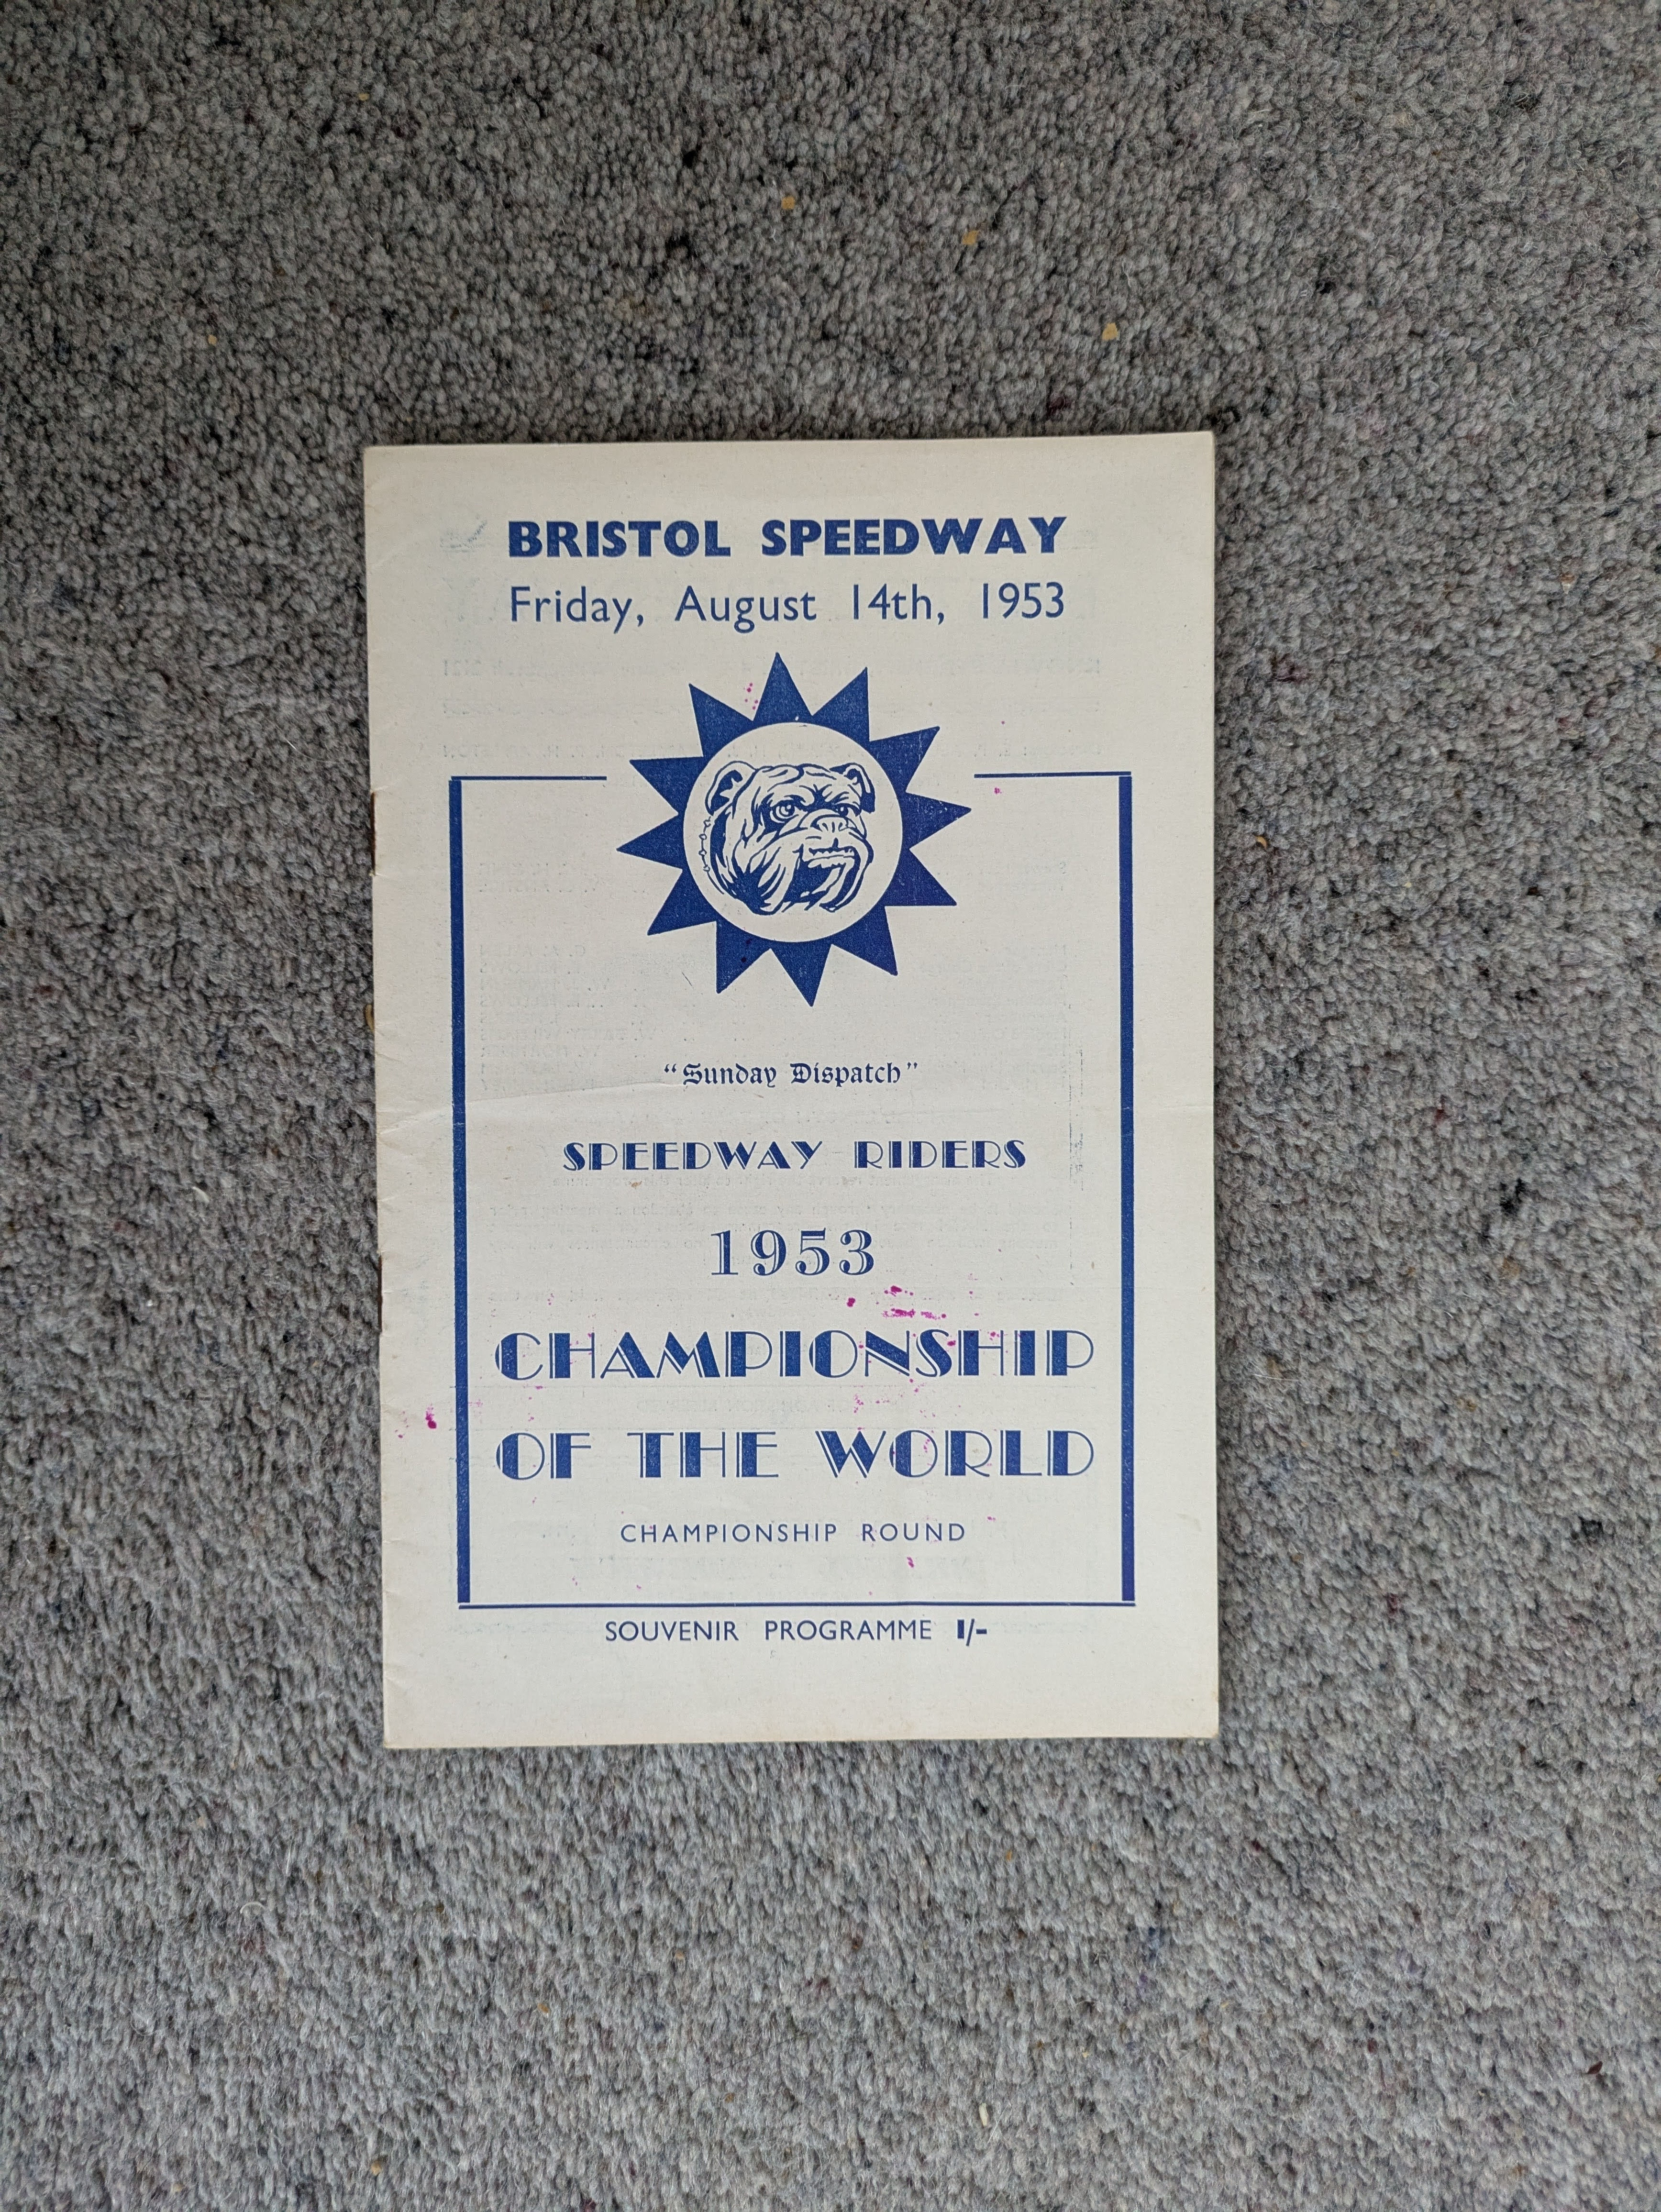 BRISTOL SPEEDWAY
Friday, August 14th, 1953
"Sunday Dispatch"
SPEEDWAY RIDERS
1953
CHAMPIONSHIP
OF THE WORLD
CHAMPIONSHIP ROUND
SOUVENIR PROGRAMME 1/-